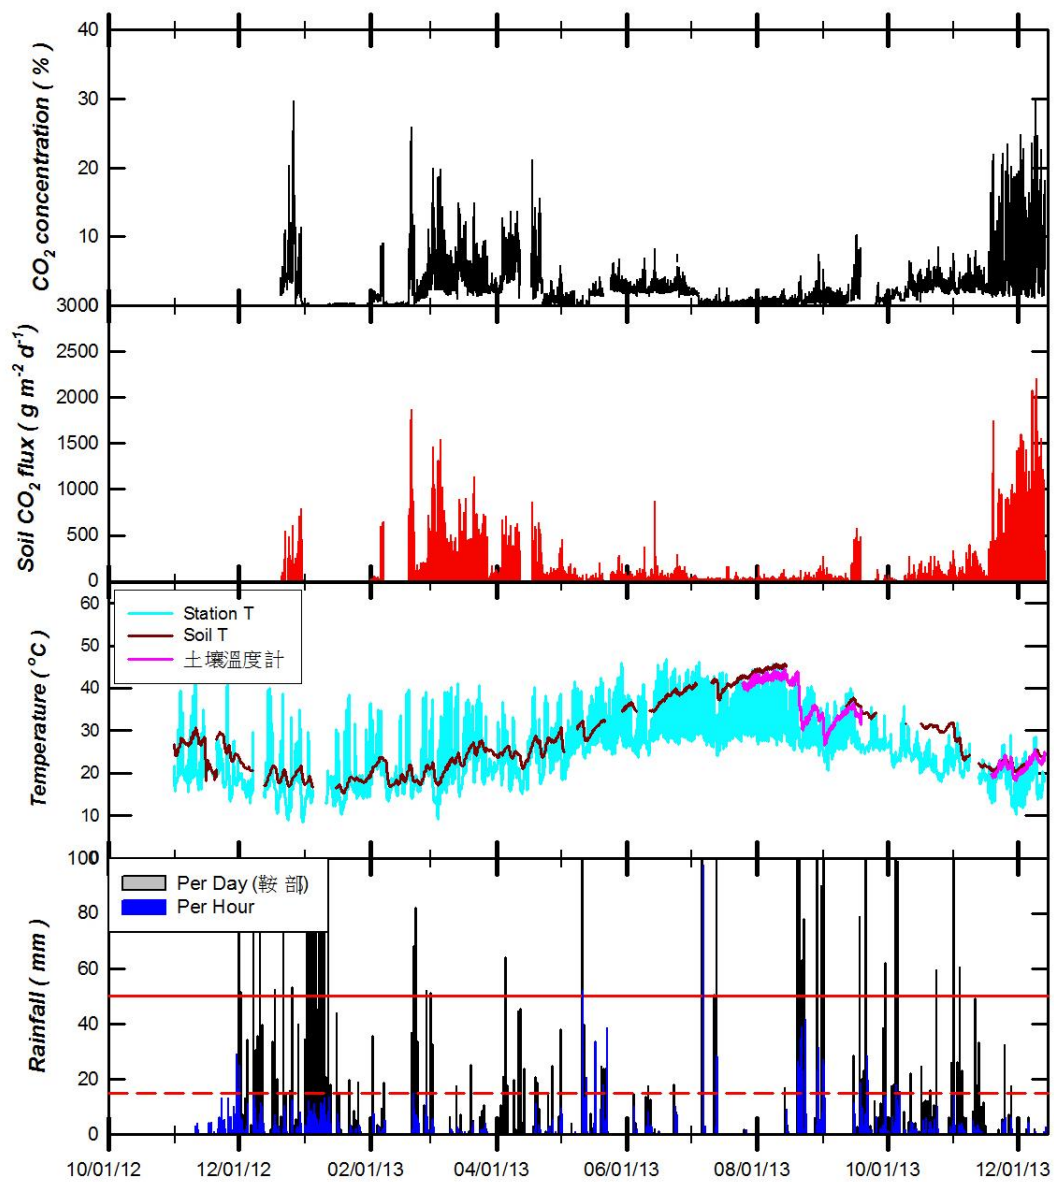 40
30
20
10
CO2 concentration ( % )
3000
2500
2000
1500
1000
500
0
Soil CO2 flux ( g m-2 d-1)
60
50
40
30
20
10
0
Temperature ( °C )
Station T
Soil T
土壤溫度計
100
80
60
40
20
0
Rainfall ( mm )
Per Day (鞍 部)
Per Hour
10/01/12 12/01/12 02/01/13 04/01/13 06/01/13 08/01/13 10/01/13 12/01/13